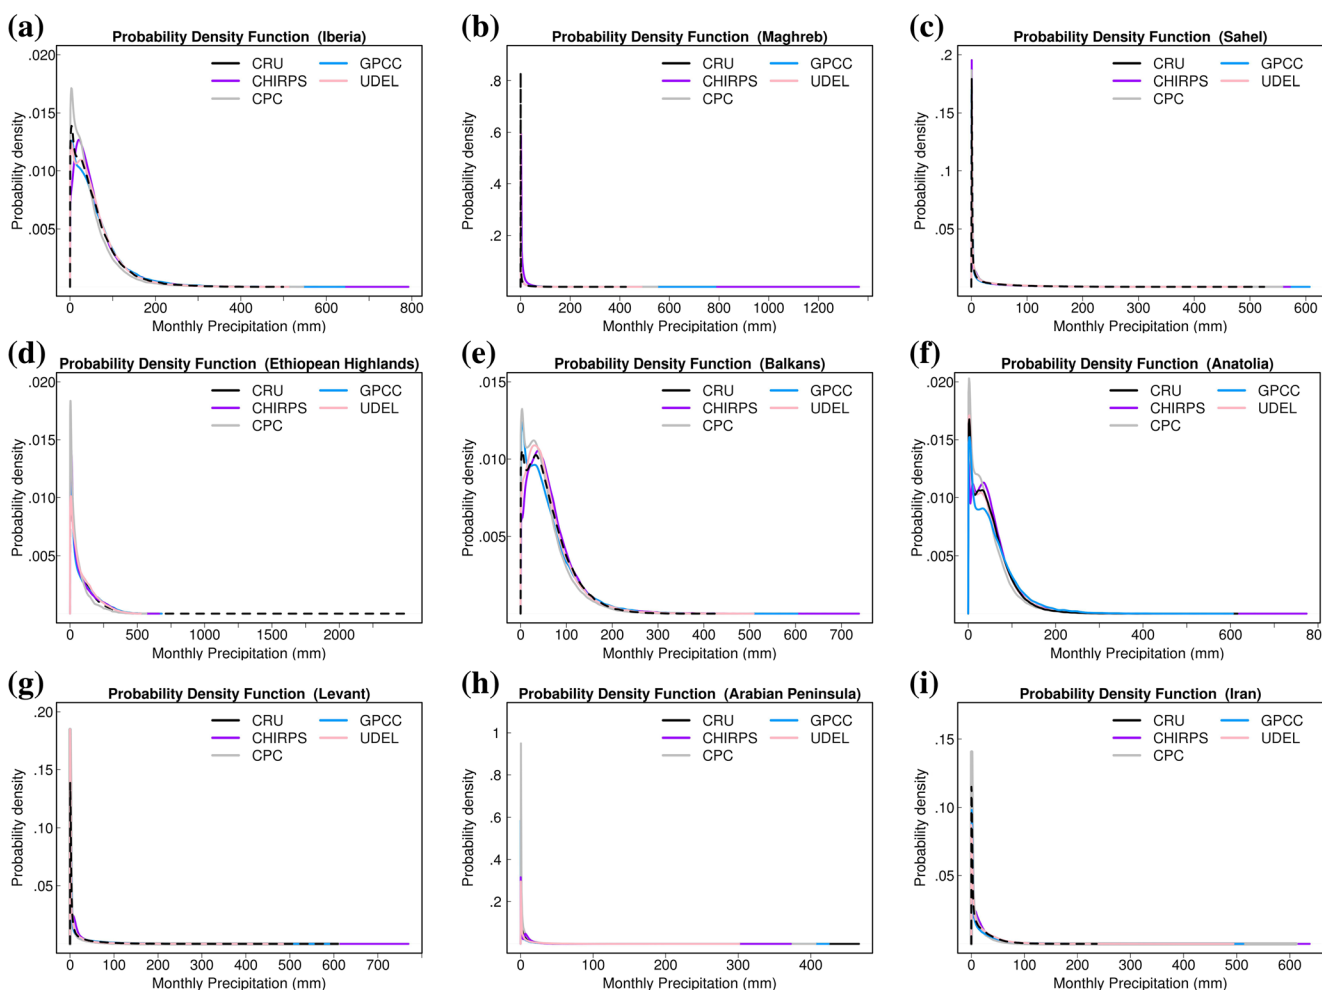 (a)
Probability Density Function (Iberia)
CRU GPCC
CHIRPS UDEL
CPC
Probability density
.020
.015
.010
.005
0 200 400 600 800
Monthly Precipitation (mm)
(b)
Probability Density Function (Maghreb)
CRU GPCC
CHIRPS UDEL
CPC
Probability density
.8
.6
.4
.2
0 200 400 600 800 1000 1200
Monthly Precipitation (mm)
(c)
Probability Density Function (Sahel)
CRU GPCC
CHIRPS UDEL
CPC
Probability density
.2
.15
.1
.05
0 100 200 300 400 500 600
Monthly Precipitation (mm)
(d)
Probability Density Function (Ethiopean Highlands)
CRU GPCC
CHIRPS UDEL
CPC
Probability density
.020
.015
.010
.005
0 500 1000 1500 2000
Monthly Precipitation (mm)
(e)
Probability Density Function (Balkans)
CRU GPCC
CHIRPS UDEL
CPC
Probability density
.015
.010
.005
0 100 200 300 400 500 600 700
Monthly Precipitation (mm)
(f)
Probability Density Function (Anatolia)
CRU GPCC
CHIRPS UDEL
CPC
Probability density
.020
.015
.010
.005
0 200 400 600 80
Monthly Precipitation (mm)
(g)
Probability Density Function (Levant)
CRU GPCC
CHIRPS UDEL
CPC
Probability density
.20
.15
.10
.05
0 100 200 300 400 500 600 700
Monthly Precipitation (mm)
(h)
Probability Density Function (Arabian Peninsula)
CRU GPCC
CHIRPS UDEL
CPC
Probability density
1
.8
.6
.4
.2
0 100 200 300 400
Monthly Precipitation (mm)
(i)
Probability Density Function (Iran)
CRU GPCC
CHIRPS UDEL
CPC
Probability density
.15
.10
.05
0 100 200 300 400 500 600
Monthly Precipitation (mm)